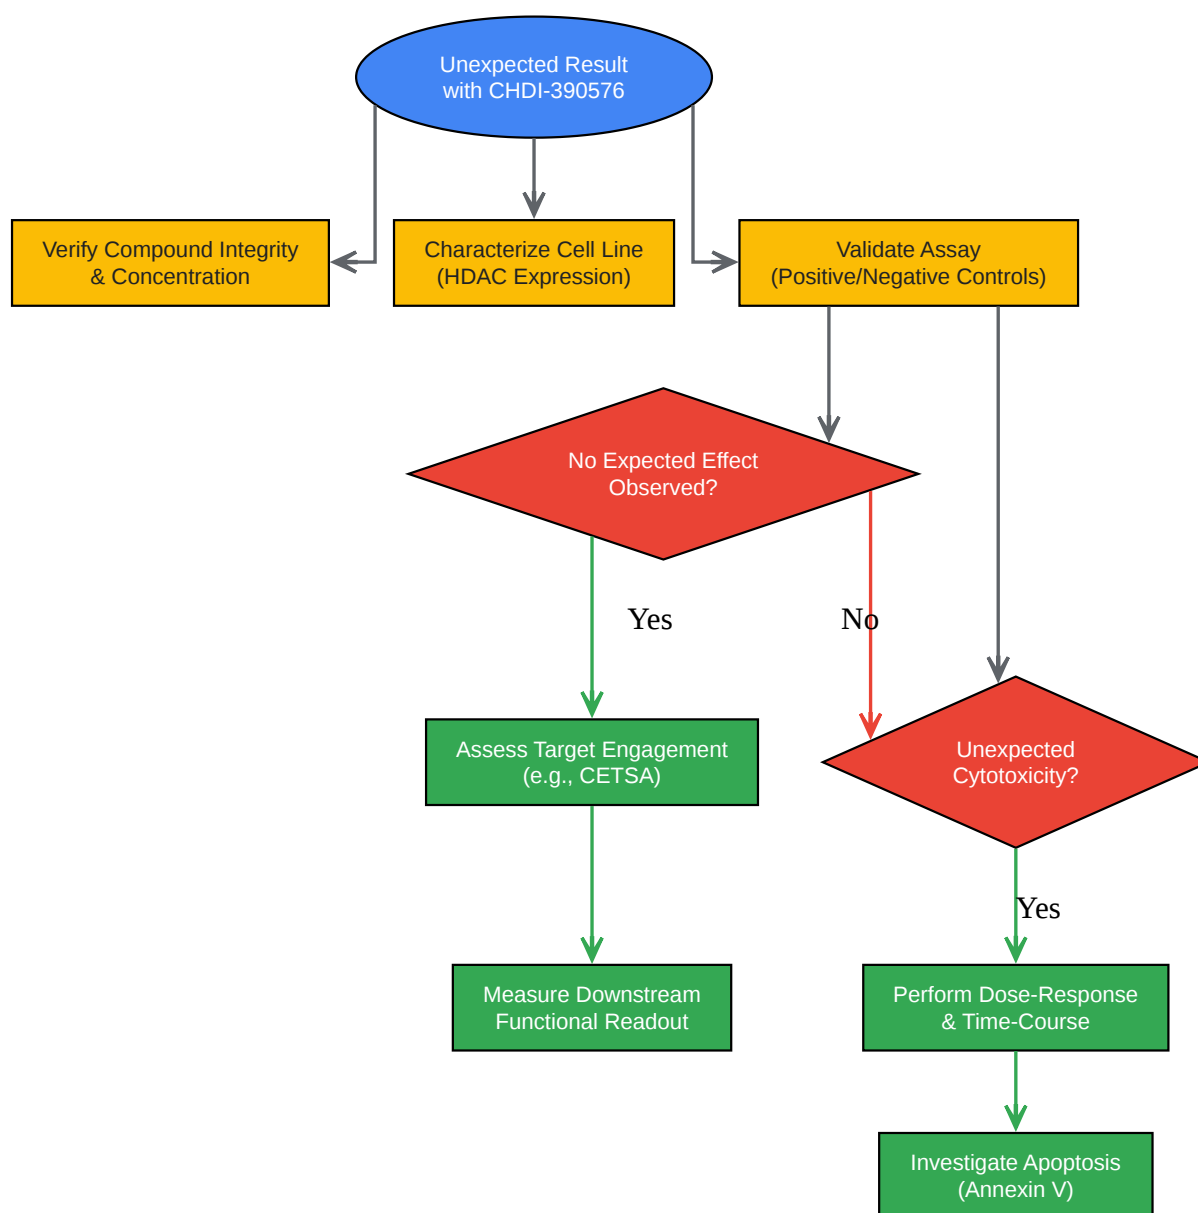 Unexpected Result
with CHDI-390576
Verify Compound Integrity
& Concentration
Characterize Cell Line
(HDAC Expression)
Validate Assay
(Positive/Negative Controls)
No Expected Effect
Observed?
Yes
No
Assess Target Engagement
(e.g., CETSA)
Unexpected
Cytotoxicity?
Yes
Measure Downstream
Functional Readout
Perform Dose-Response
& Time-Course
Investigate Apoptosis
(Annexin V)